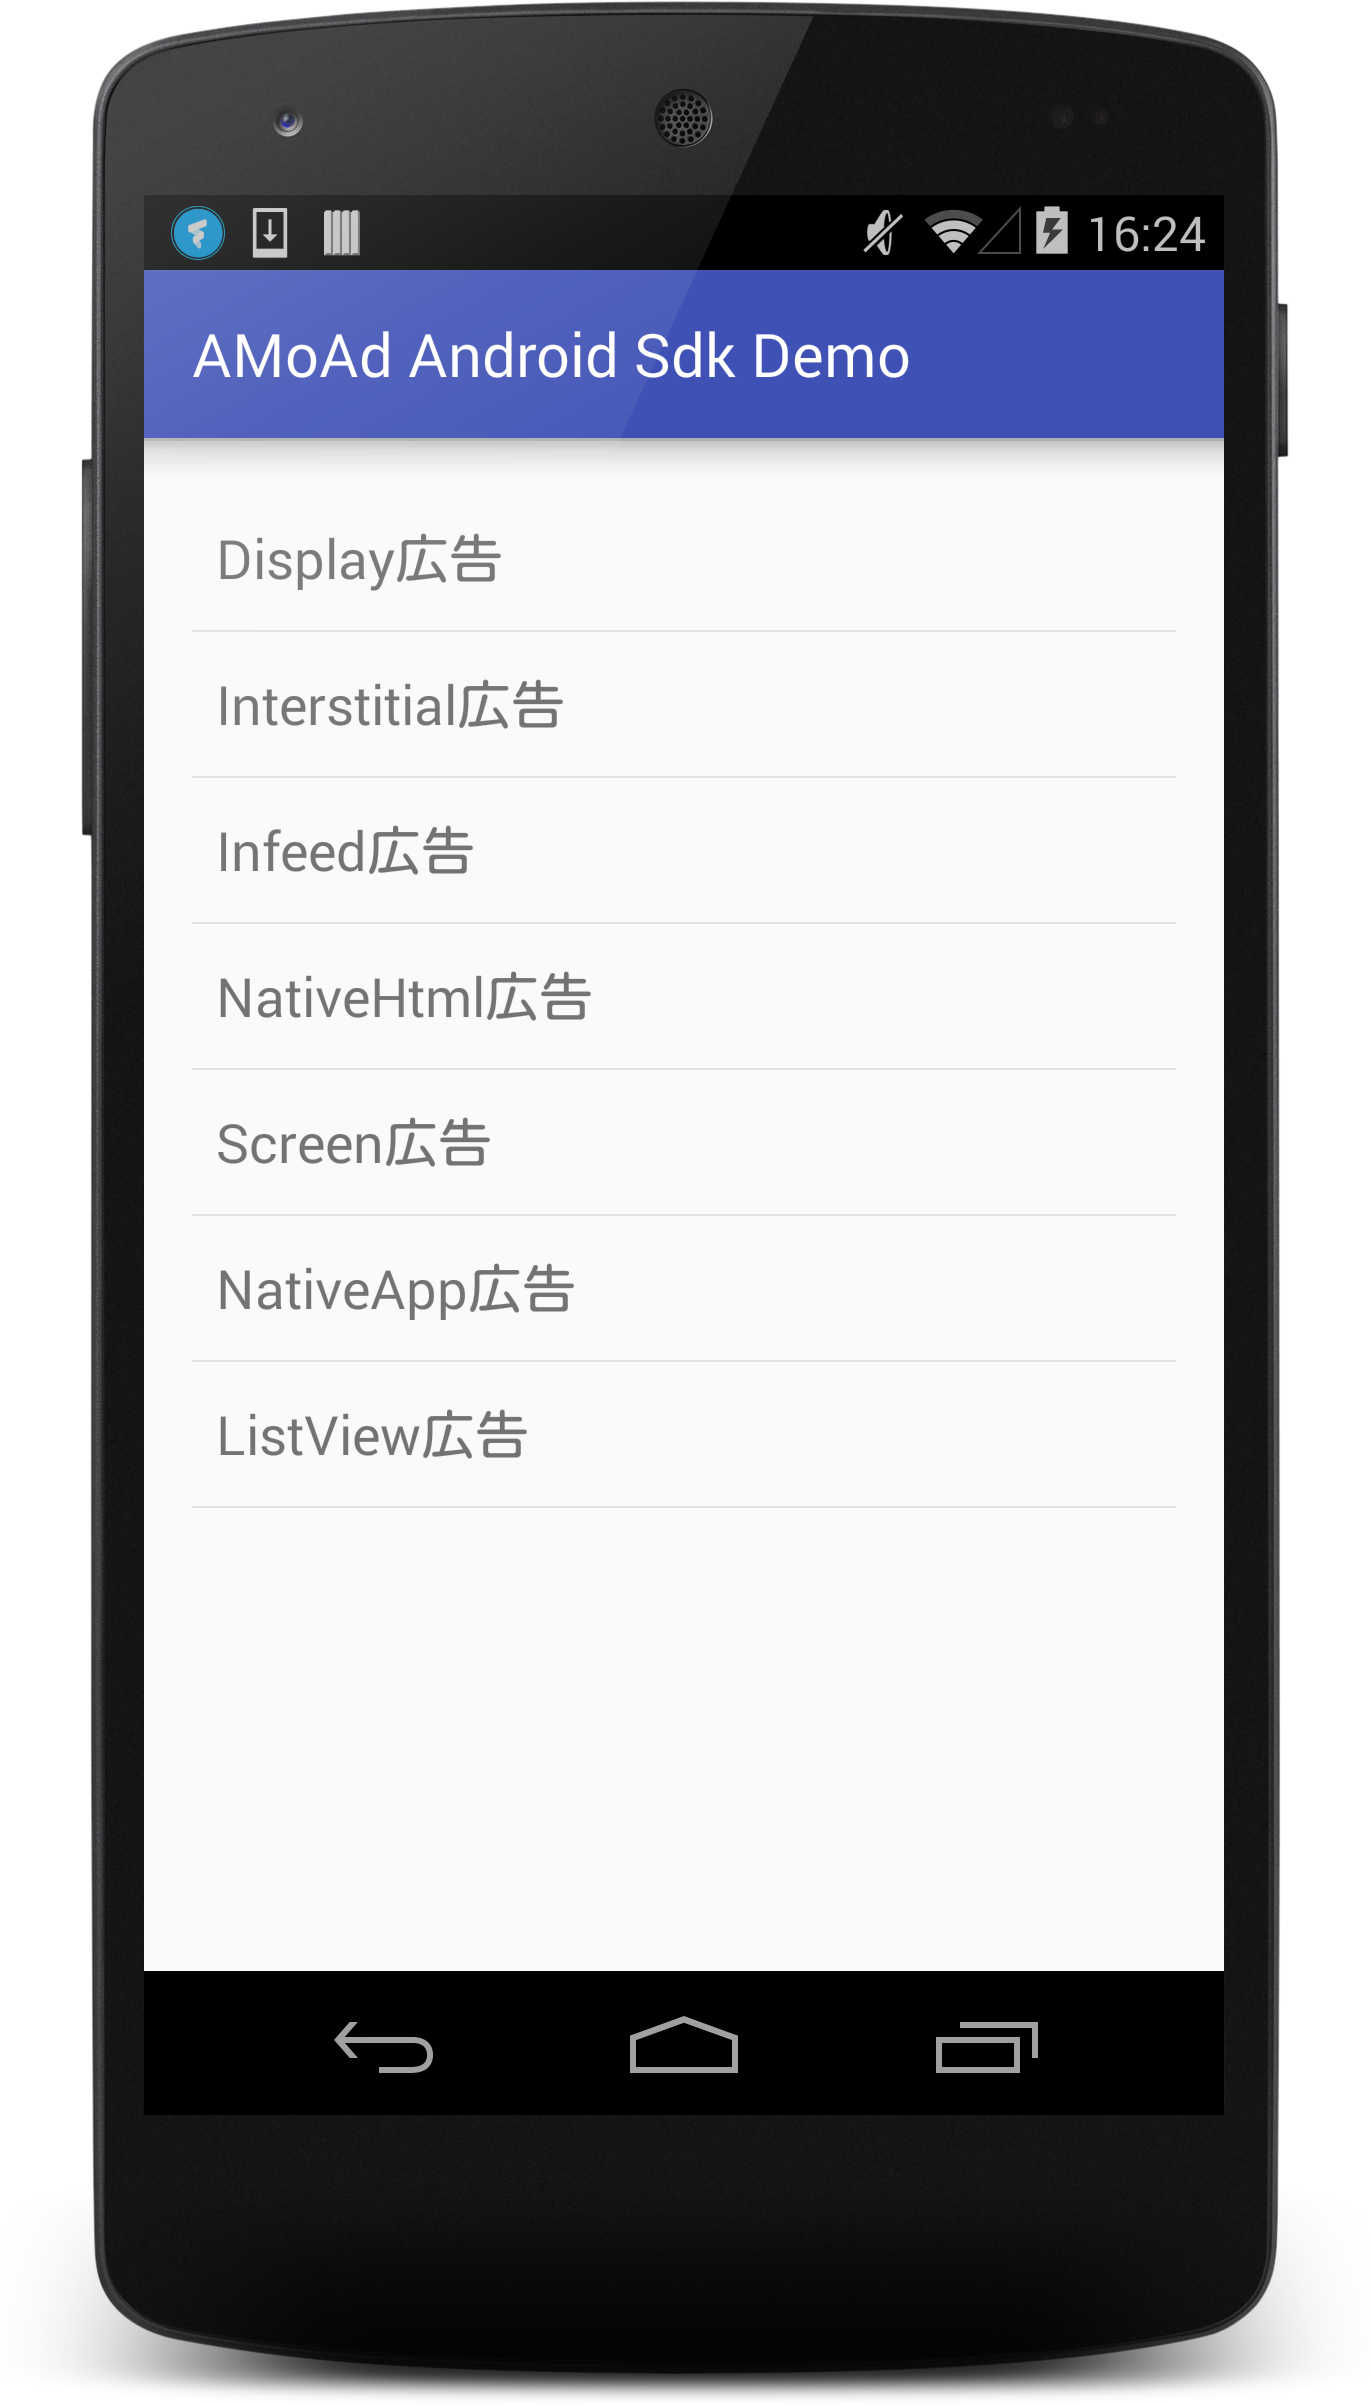 16:24
AMoAd Android Sdk Demo
Display広告
Interstitial広告
Infeed広告
NativeHtml広告
Screen広告
NativeApp広告
ListView広告